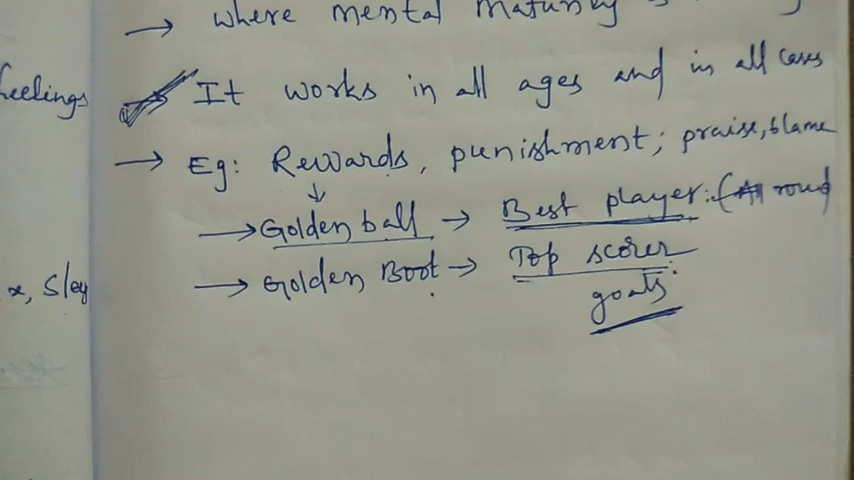 feelings
x, Sley
→ where mental maturity
→ It works in all ages and in all cases
→ Eg: Rewards, punishment; praise, blame
↓
→ Golden ball → Best player. (All round
→ Golden Boot → Top scorer
goals